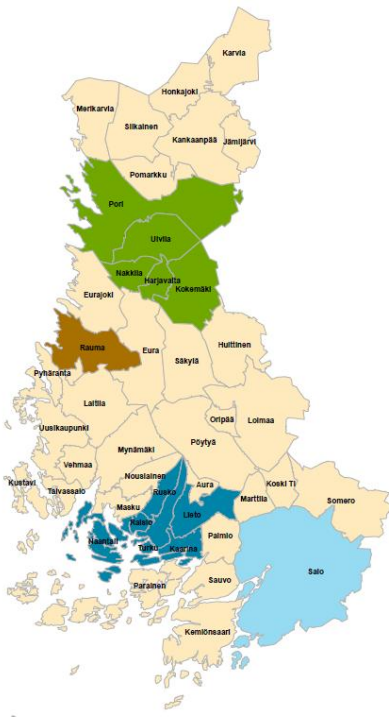 Karvia
Honkajoki
Merikarvia
Siikainen
Kankaanpää
Jämijärvi
Pomarkku
Pori
Ulvila
Nakkila
Harjavalta
Kokemäki
Eurajoki
Rauma
Eura
Säkylä
Huittinen
Pyhäranta
Laitila
Oripää
Loimaa
Uusikaupunki
Mynämäki
Pöytyä
Vehmaa
Nousiainen
Aura
Koski Tl
Kustavi
Taivassalo
Rusko
Marttila
Somero
Masku
Raisio
Lieto
Naantali
Turku
Kaarina
Paimio
Salo
Parainen
Sauvo
Kemiönsaari